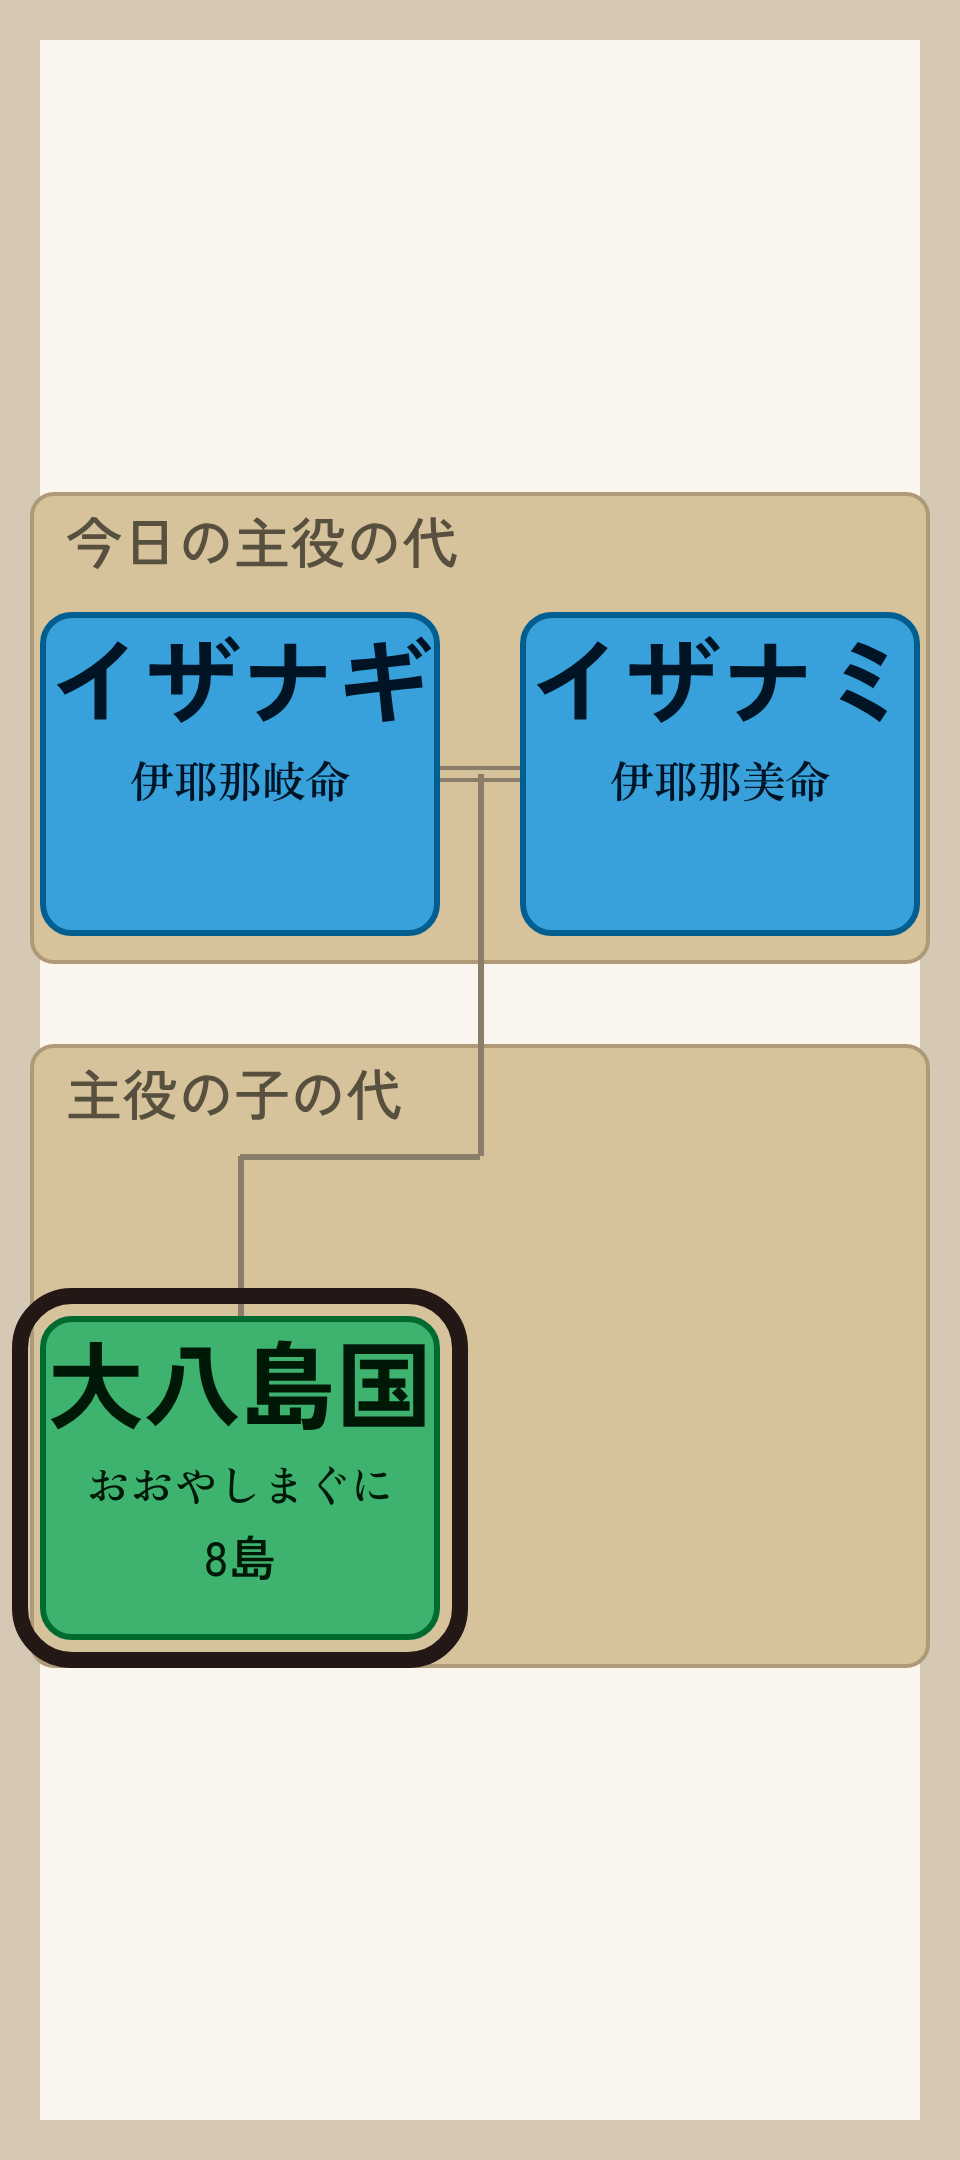 今日の主役の代
イザナギ
伊耶那岐命
イザナミ
伊耶那美命
主役の子の代
大八島国
おおやしまぐに
8島